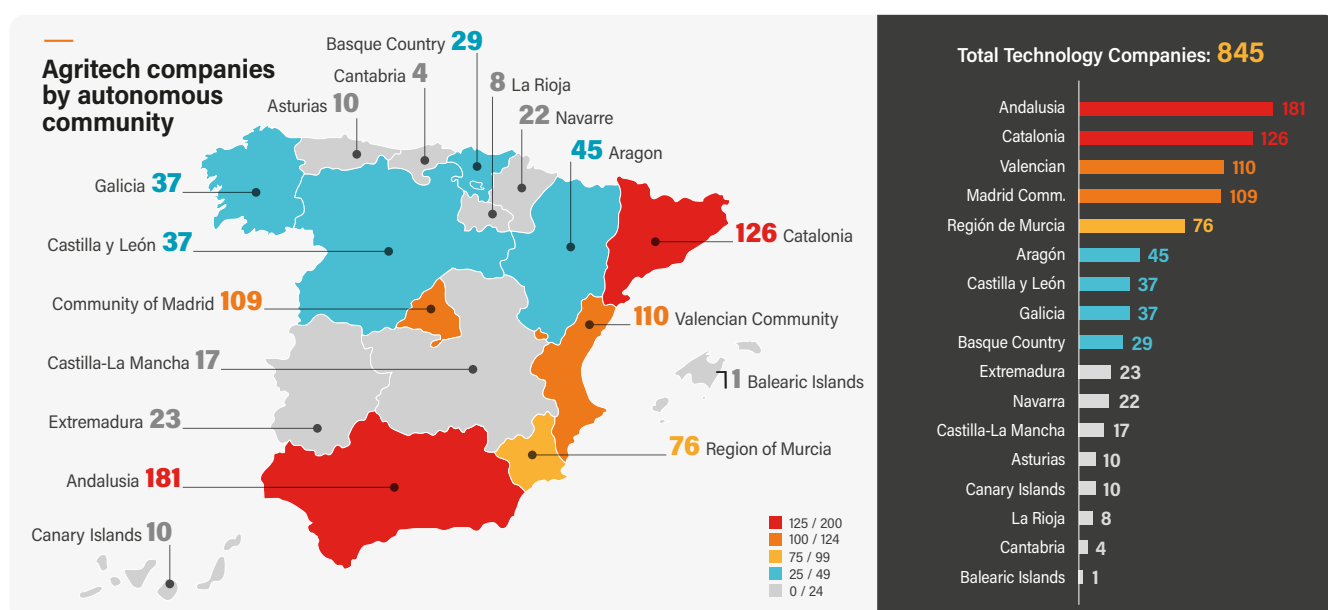 Agritech companies
by autonomous
community
Basque Country 29
Cantabria 4
Asturias 10
8 La Rioja
22 Navarre
45 Aragon
Galicia 37
Castilla y León 37
126 Catalonia
Community of Madrid 109
110 Valencian Community
Castilla-La Mancha 17
1 Balearic Islands
Extremadura 23
76 Region of Murcia
Andalusia 181
Canary Islands 10
125 / 200
100 / 124
75 / 99
25 / 49
0 / 24
Total Technology Companies: 845
Andalusia 181
Catalonia 126
Valencian 110
Madrid Comm. 109
Región de Murcia 76
Aragón 45
Castilla y León 37
Galicia 37
Basque Country 29
Extremadura 23
Navarra 22
Castilla-La Mancha 17
Asturias 10
Canary Islands 10
La Rioja 8
Cantabria 4
Balearic Islands 1